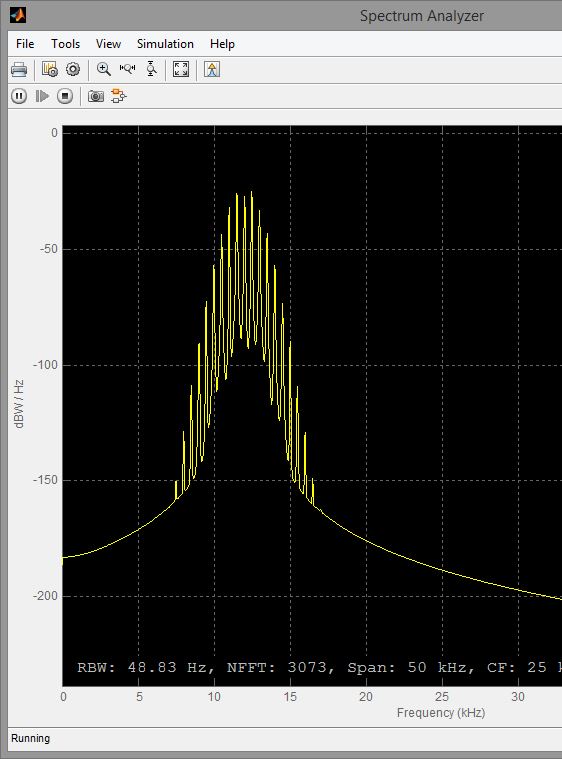 Spectrum Analyzer
File Tools View Simulation Help
0
-50
-100
-150
-200
dBW / Hz
RBW: 48.83 Hz, NFFT: 3073, Span: 50 kHz, CF: 25 k
0 5 10 15 20 25 30
Frequency (kHz)
Running